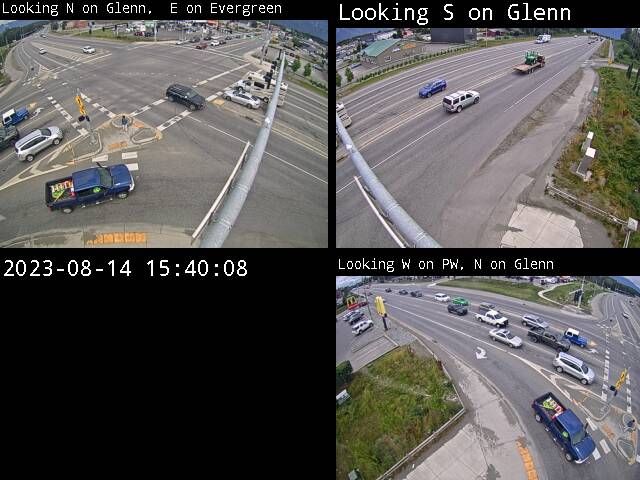 Looking N on Glenn, E on Evergreen
Looking S on Glenn
2023-08-14 15:40:08
Looking W on PW, N on Glenn